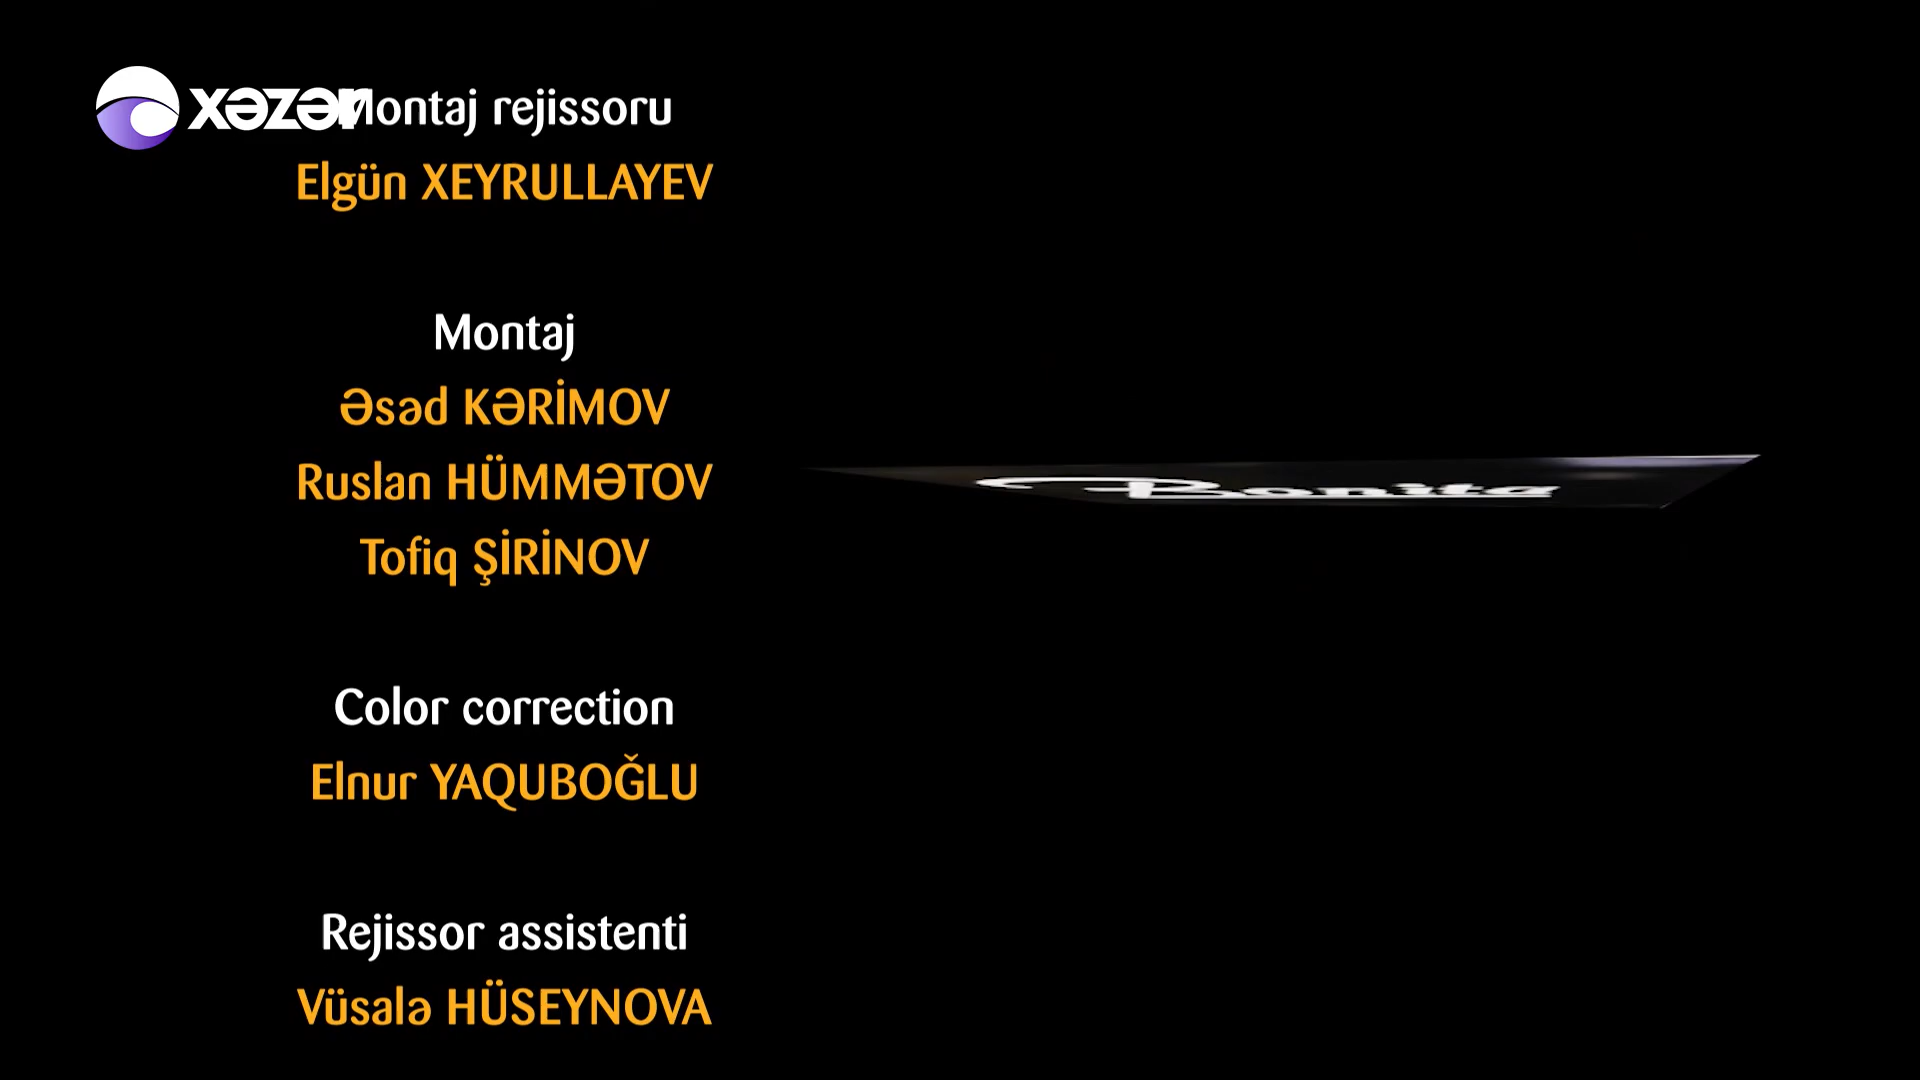 xəzər
Montaj rejissoru
Elgün XEYRULLAYEV
Montaj
Əsəd KƏRİMOV
Ruslan HÜMMƏTOV
Tofiq ŞİRİNOV
Bonita
Color correction
Elnur YAQUBOĞLU
Rejissor assistenti
Vüsalə HÜSEYNOVA